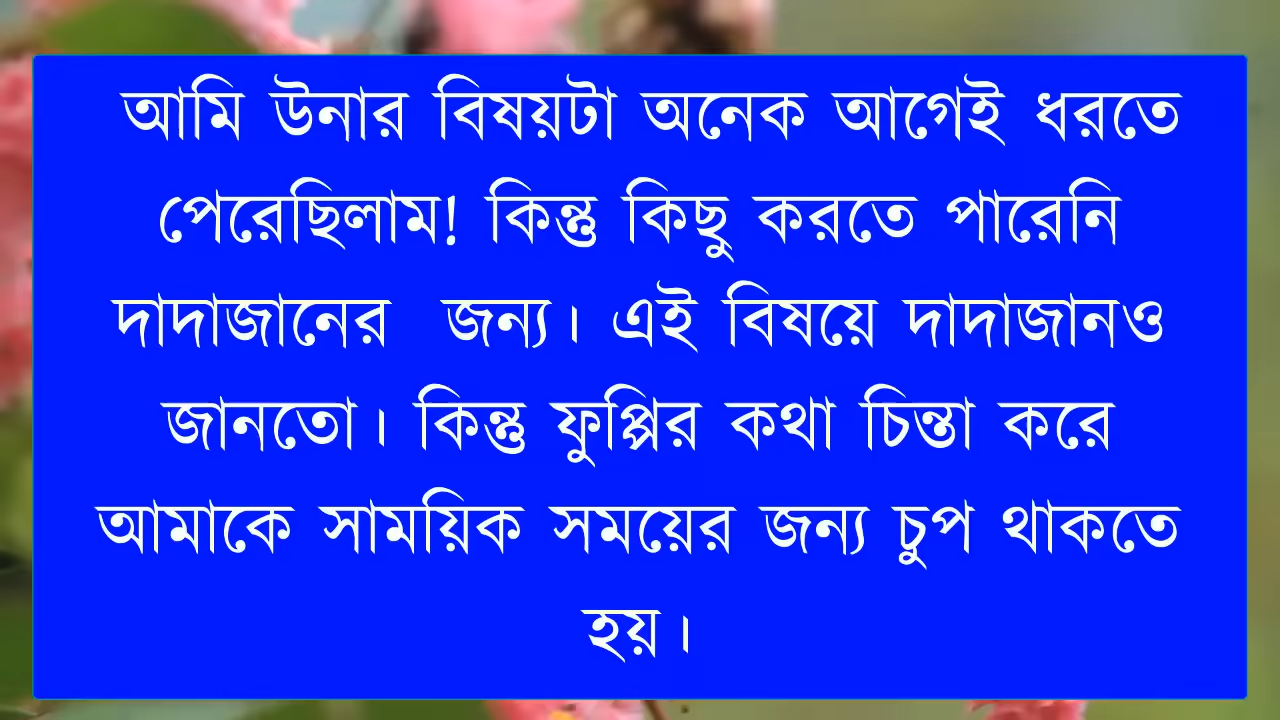 আমি উনার বিষয়টা অনেক আগেই ধরতে
পেরেছিলাম! কিন্তু কিছু করতে পারেনি
দাদাজানের জন্য। এই বিষয়ে দাদাজানও
জানতো। কিন্তু ফুপ্পির কথা চিন্তা করে
আমাকে সাময়িক সময়ের জন্য চুপ থাকতে
হয়।